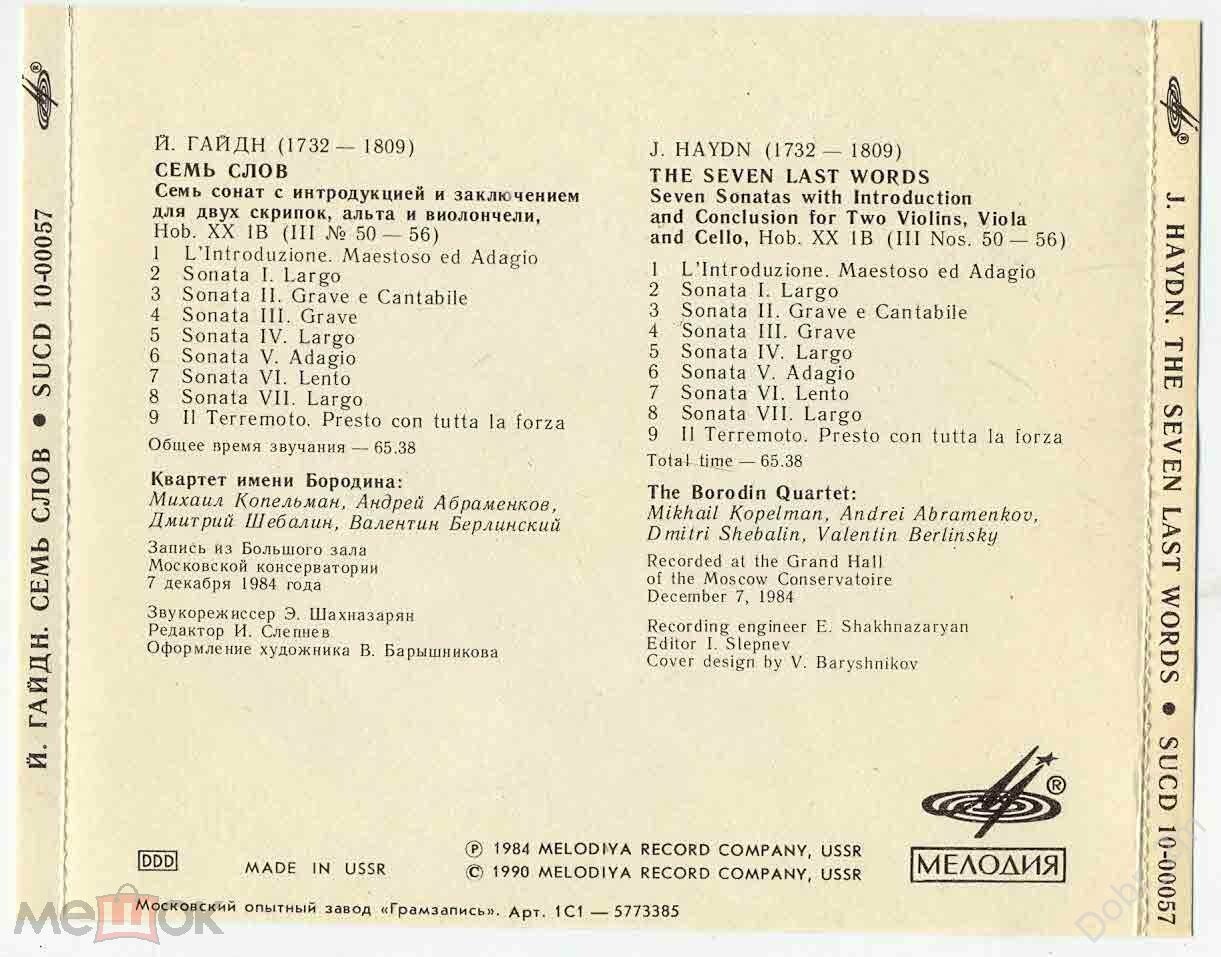 Й. ГАЙДН. СЕМЬ СЛОВ ● SUCD 10-00057
Й. ГАЙДН (1732 — 1809)
СЕМЬ СЛОВ
Семь сонат с интродукцией и заключением
для двух скрипок, альта и виолончели,
Hob. XX 1B (III № 50 — 56)
1 L'Introduzione. Maestoso ed Adagio
2 Sonata I. Largo
3 Sonata II. Grave e Cantabile
4 Sonata III. Grave
5 Sonata IV. Largo
6 Sonata V. Adagio
7 Sonata VI. Lento
8 Sonata VII. Largo
9 Il Terremoto. Presto con tutta la forza
Общее время звучания — 65.38
Квартет имени Бородина:
Михаил Копельман, Андрей Абраменков,
Дмитрий Шебалин, Валентин Берлинский
Запись из Большого зала
Московской консерватории
7 декабря 1984 года
Звукорежиссер Э. Шахназарян
Редактор И. Слепнев
Оформление художника В. Барышникова
J. HAYDN (1732 — 1809)
THE SEVEN LAST WORDS
Seven Sonatas with Introduction
and Conclusion for Two Violins, Viola
and Cello, Hob. XX 1B (III Nos. 50 — 56)
1 L'Introduzione. Maestoso ed Adagio
2 Sonata I. Largo
3 Sonata II. Grave e Cantabile
4 Sonata III. Grave
5 Sonata IV. Largo
6 Sonata V. Adagio
7 Sonata VI. Lento
8 Sonata VII. Largo
9 Il Terremoto. Presto con tutta la forza
Total time — 65.38
The Borodin Quartet:
Mikhail Kopelman, Andrei Abramenkov,
Dmitri Shebalin, Valentin Berlinsky
Recorded at the Grand Hall
of the Moscow Conservatoire
December 7, 1984
Recording engineer E. Shakhnazaryan
Editor I. Slepnev
Cover design by V. Baryshnikov
®
МЕЛОДИЯ
DDD
MADE IN USSR
Ⓟ 1984 MELODIYA RECORD COMPANY, USSR
© 1990 MELODIYA RECORD COMPANY, USSR
Московский опытный завод «Грамзапись». Арт. 1С1 — 5773385
мешок
®
J. HAYDN. THE SEVEN LAST WORDS ● SUCD 10-00057
®